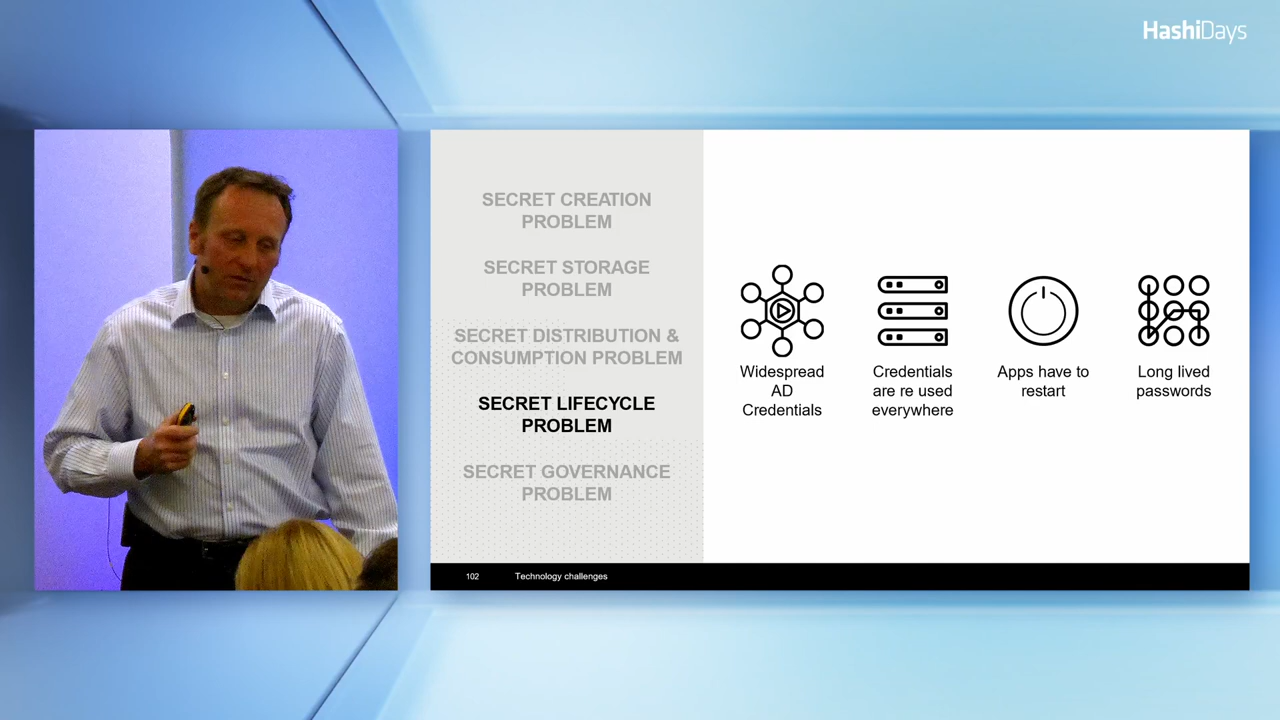 HashiDays
SECRET CREATION
PROBLEM
SECRET STORAGE
PROBLEM
SECRET DISTRIBUTION &
CONSUMPTION PROBLEM
SECRET LIFECYCLE
PROBLEM
SECRET GOVERNANCE
PROBLEM
Widespread
AD
Credentials
Credentials
are re used
everywhere
Apps have to
restart
Long lived
passwords
102 Technology challenges